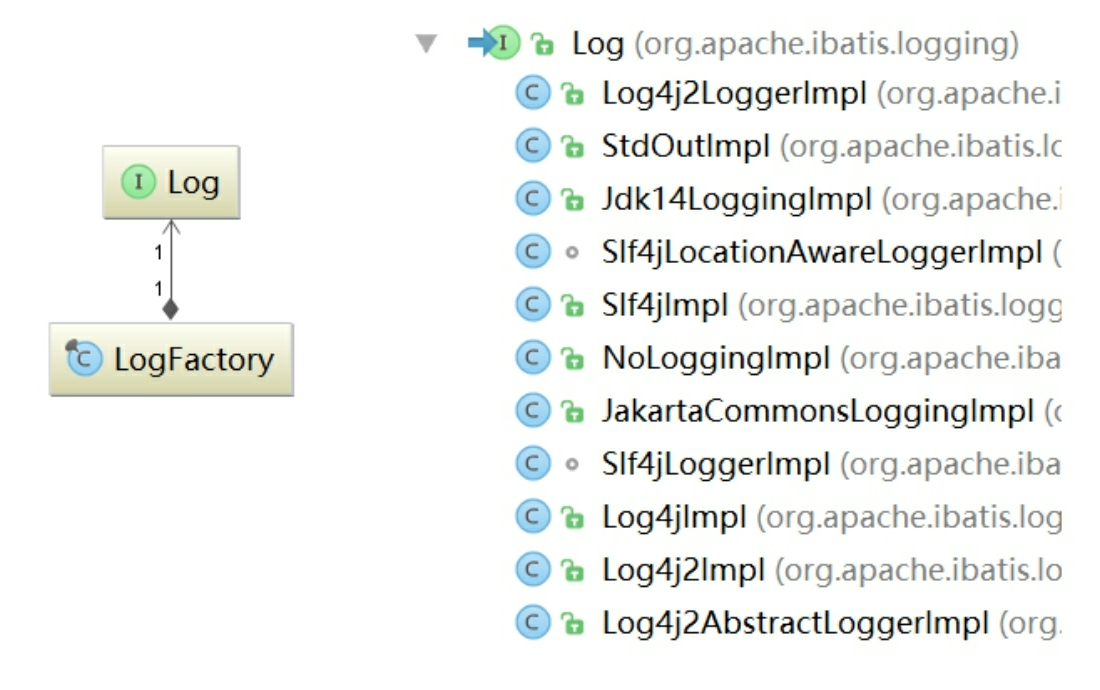 Log
1
1
LogFactory
Log (org.apache.ibatis.logging)
Log4j2LoggerImpl (org.apache.i
StdOutImpl (org.apache.ibatis.lo
Jdk14LoggingImpl (org.apache.i
Slf4jLocationAwareLoggerImpl (
Slf4jImpl (org.apache.ibatis.logg
NoLoggingImpl (org.apache.iba
JakartaCommonsLoggingImpl (o
Slf4jLoggerImpl (org.apache.iba
Log4jImpl (org.apache.ibatis.log
Log4j2Impl (org.apache.ibatis.lo
Log4j2AbstractLoggerImpl (org.